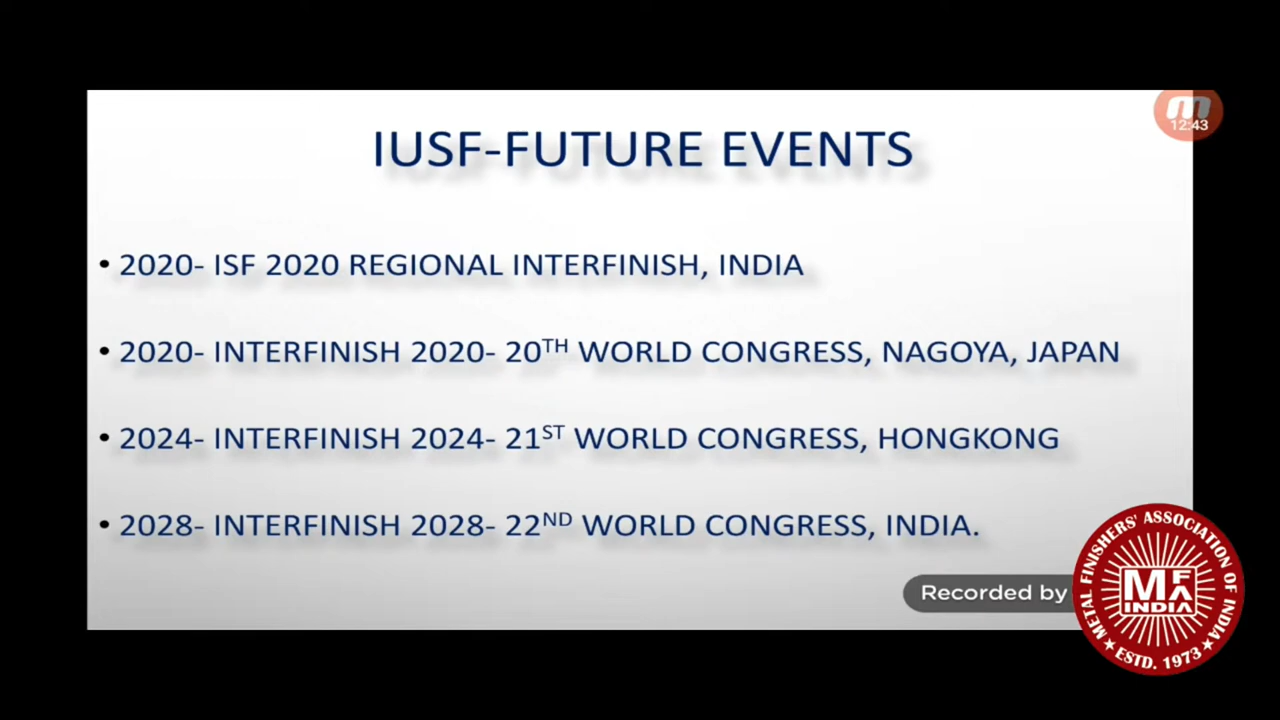 IUSF-FUTURE EVENTS
12:43
• 2020- ISF 2020 REGIONAL INTERFINISH, INDIA
• 2020- INTERFINISH 2020- 20TH WORLD CONGRESS, NAGOYA, JAPAN
• 2024- INTERFINISH 2024- 21ST WORLD CONGRESS, HONGKONG
• 2028- INTERFINISH 2028- 22ND WORLD CONGRESS, INDIA.
Recorded by
METAL FINISHERS' ASSOCIATION OF INDIA
MFAI
INDIA
★ ESTD. 1973 ★